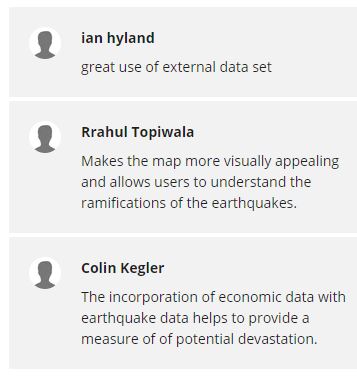 ian hyland
great use of external data set
Rrahul Topiwala
Makes the map more visually appealing
and allows users to understand the
ramifications of the earthquakes.
Colin Kegler
The incorporation of economic data with
earthquake data helps to provide a
measure of of potential devastation.